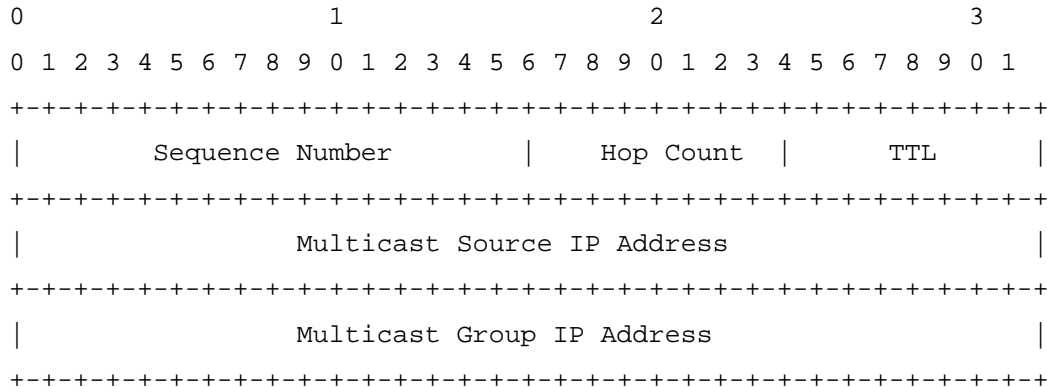 0                   1                   2                   3
0 1 2 3 4 5 6 7 8 9 0 1 2 3 4 5 6 7 8 9 0 1 2 3 4 5 6 7 8 9 0 1
+-+-+-+-+-+-+-+-+-+-+-+-+-+-+-+-+-+-+-+-+-+-+-+-+-+-+-+-+-+-+-+-+
|        Sequence Number        |    Hop Count  |      TTL      |
+-+-+-+-+-+-+-+-+-+-+-+-+-+-+-+-+-+-+-+-+-+-+-+-+-+-+-+-+-+-+-+-+
|                 Multicast Source IP Address                   |
+-+-+-+-+-+-+-+-+-+-+-+-+-+-+-+-+-+-+-+-+-+-+-+-+-+-+-+-+-+-+-+-+
|                 Multicast Group IP Address                    |
+-+-+-+-+-+-+-+-+-+-+-+-+-+-+-+-+-+-+-+-+-+-+-+-+-+-+-+-+-+-+-+-+